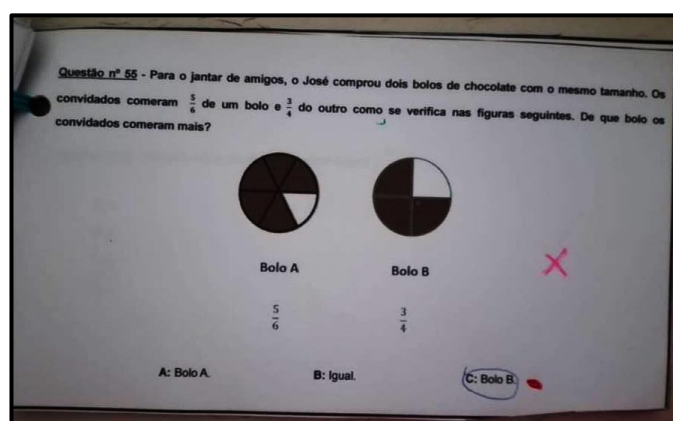 Questão nº 55 - Para o jantar de amigos, o José comprou dois bolos de chocolate com o mesmo tamanho. Os
convidados comeram 5/6 de um bolo e 3/4 do outro como se verifica nas figuras seguintes. De que bolo os
convidados comeram mais?
Bolo A Bolo B
5/6 3/4
A: Bolo A. B: Igual. C: Bolo B.